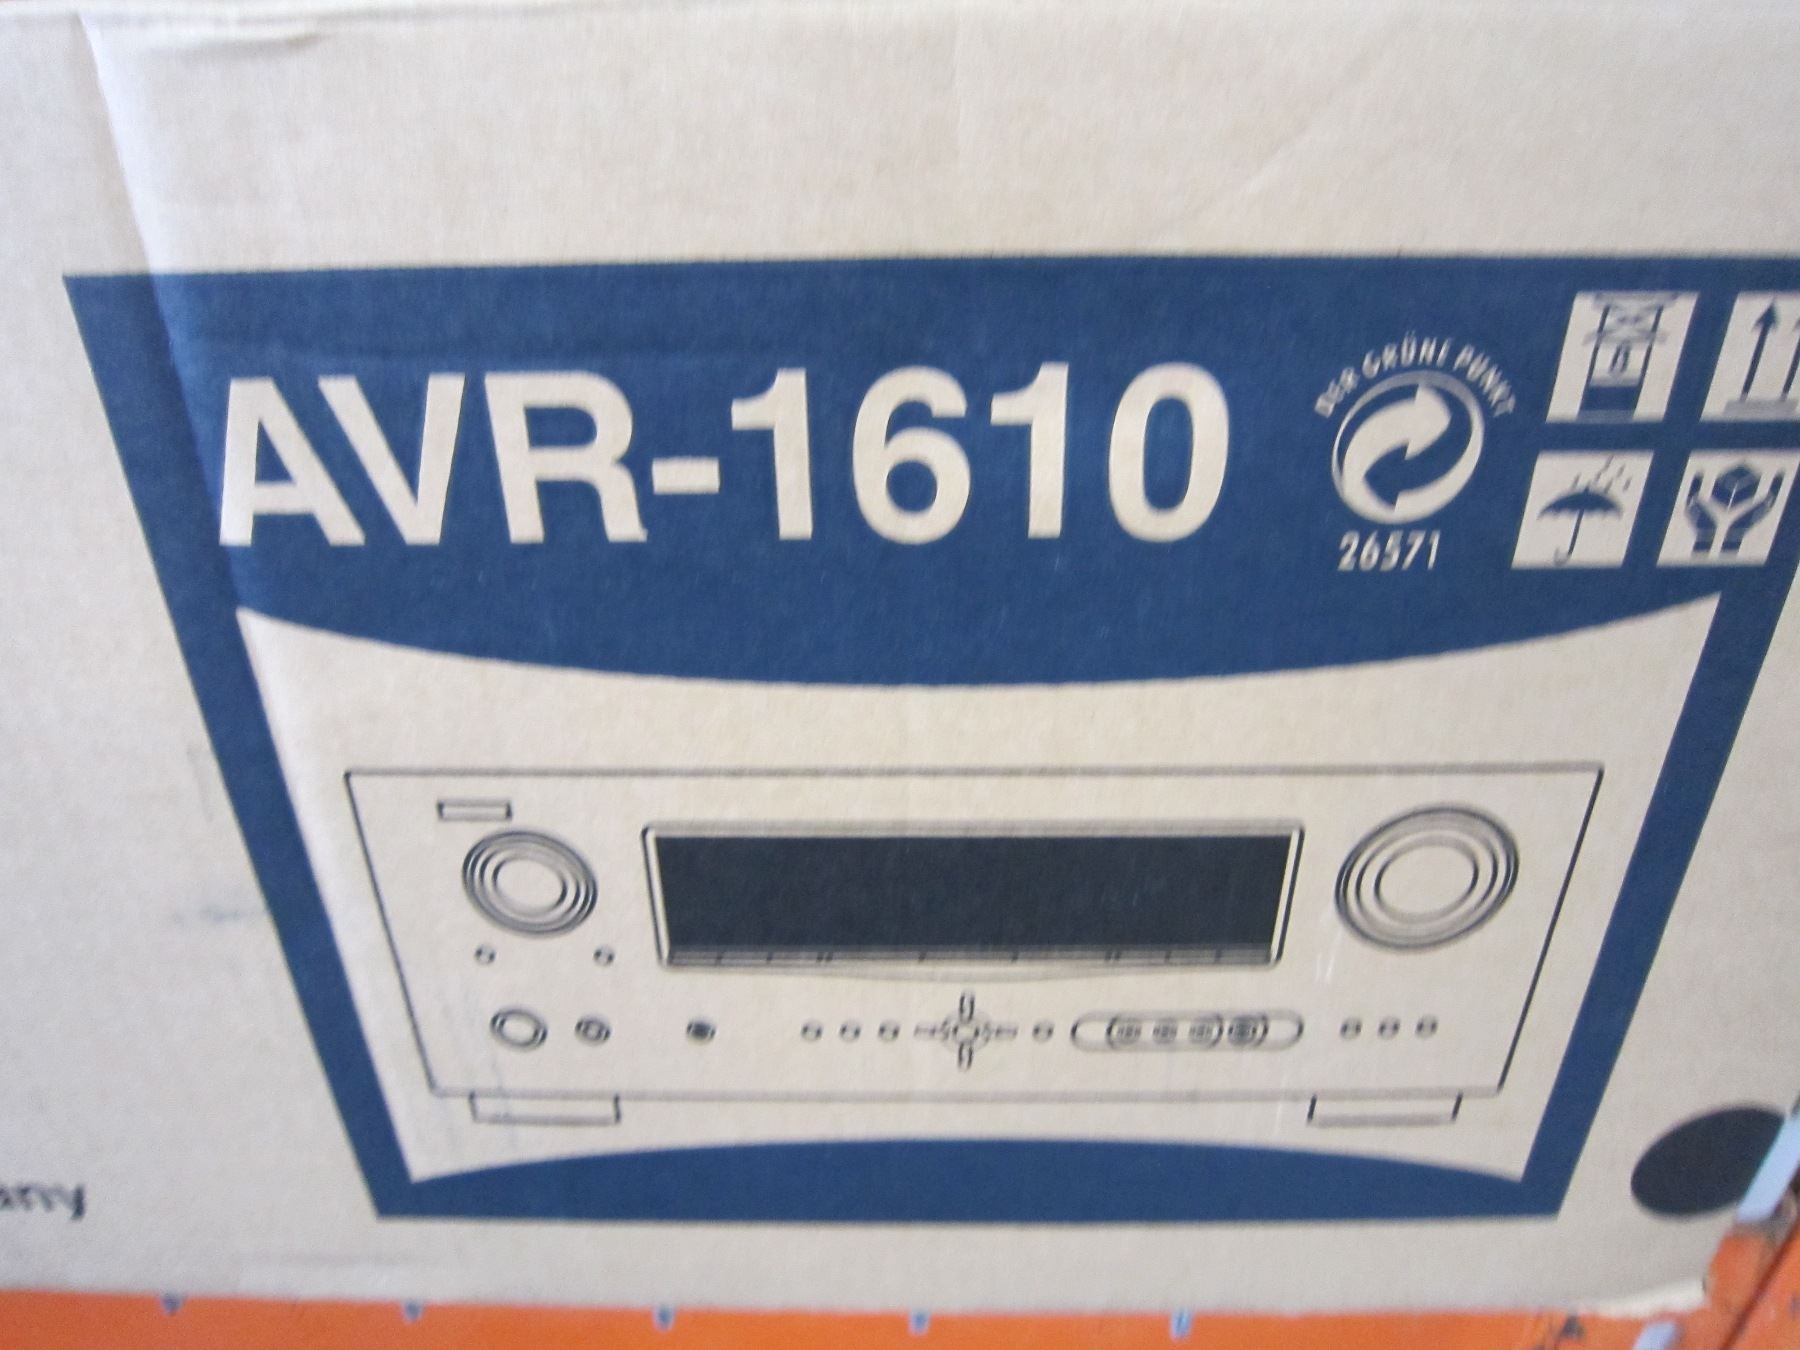 AVR-1610
DER GRÜNE PUNKT
26571